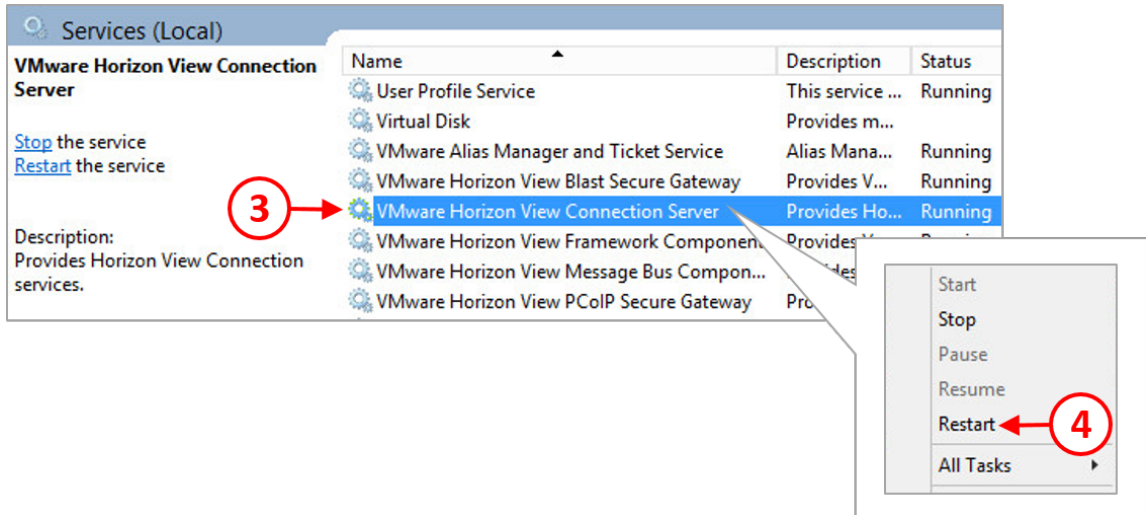 Services (Local)
VMware Horizon View Connection
Server
Stop the service
Restart the service
Description:
Provides Horizon View Connection
services.
Name Description Status
User Profile Service This service ... Running
Virtual Disk Provides m...
VMware Alias Manager and Ticket Service Alias Mana... Running
VMware Horizon View Blast Secure Gateway Provides V... Running
3
VMware Horizon View Connection Server Provides Ho... Running
VMware Horizon View Framework Component Provides
VMware Horizon View Message Bus Compon...
VMware Horizon View PCoIP Secure Gateway Pro
Start
Stop
Pause
Resume
Restart 4
All Tasks